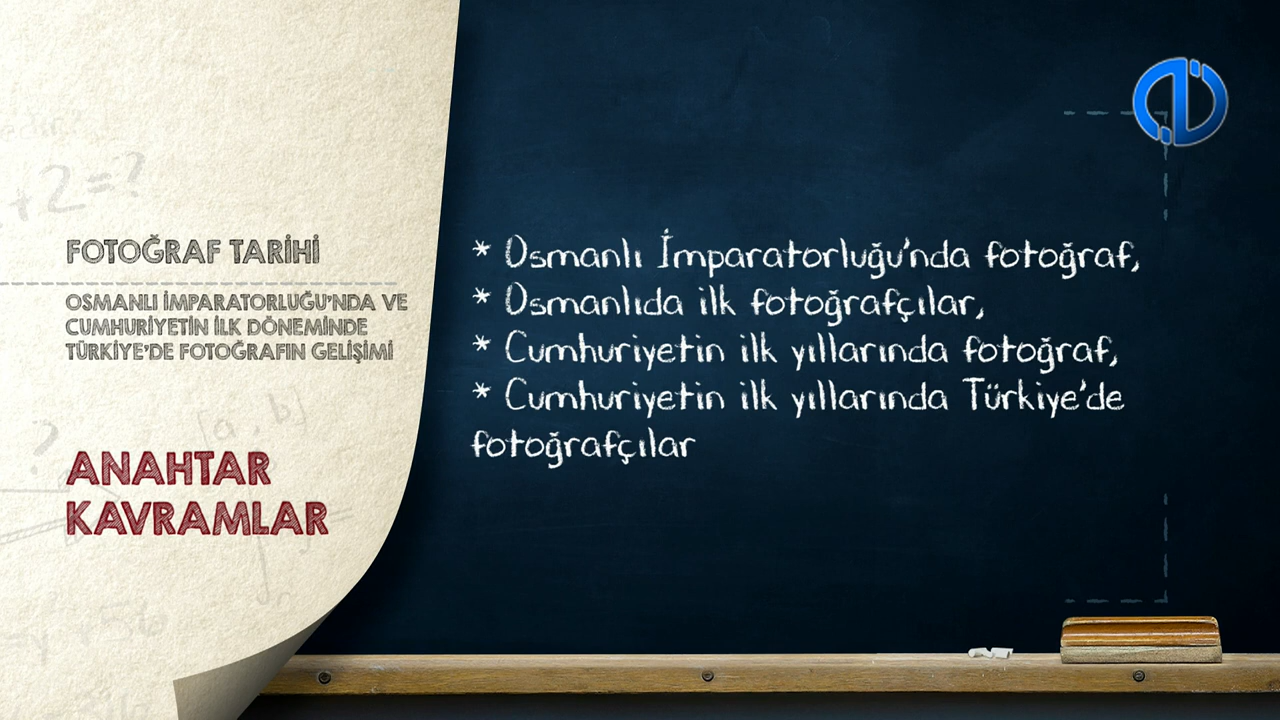 FOTOĞRAF TARİHİ
OSMANLI İMPARATORLUĞU'NDA VE
CUMHURİYETİN İLK DÖNEMİNDE
TÜRKİYE'DE FOTOĞRAFIN GELİŞİMİ
ANAHTAR
KAVRAMLAR
* Osmanlı İmparatorluğu'nda fotoğraf,
* Osmanlıda ilk fotoğrafçılar,
* Cumhuriyetin ilk yıllarında fotoğraf,
* Cumhuriyetin ilk yıllarında Türkiye'de
fotoğrafçılar
+2=?
?
[a, b]